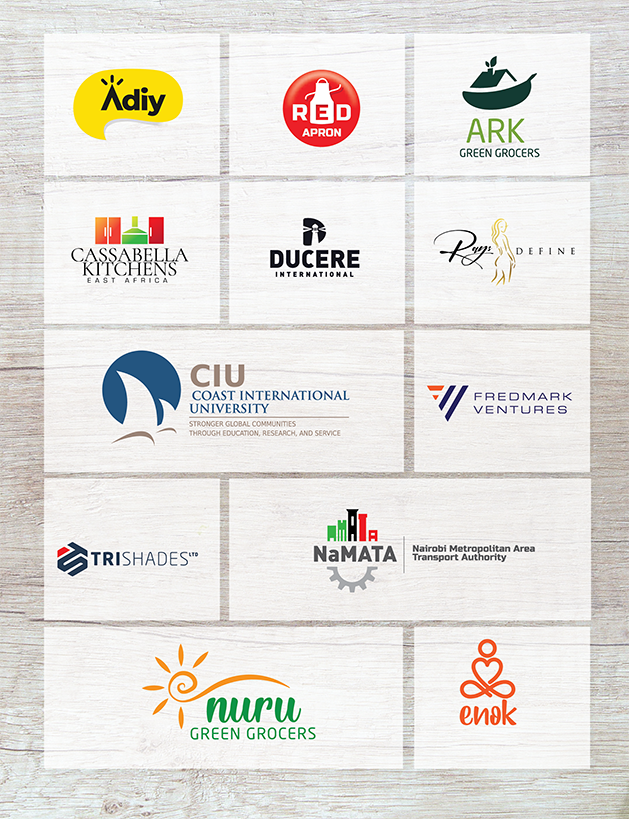 Adiy
RED
APRON
ARK
GREEN GROCERS
CASSABELLA
KITCHENS
EAST AFRICA
DUCERE
INTERNATIONAL
DEFINE
CIU
COAST INTERNATIONAL
UNIVERSITY
STRONGER GLOBAL COMMUNITIES
THROUGH EDUCATION, RESEARCH, AND SERVICE
FREDMARK
VENTURES
TRISHADES LTD
NaMATA
Nairobi Metropolitan Area
Transport Authority
nuru
GREEN GROCERS
enok